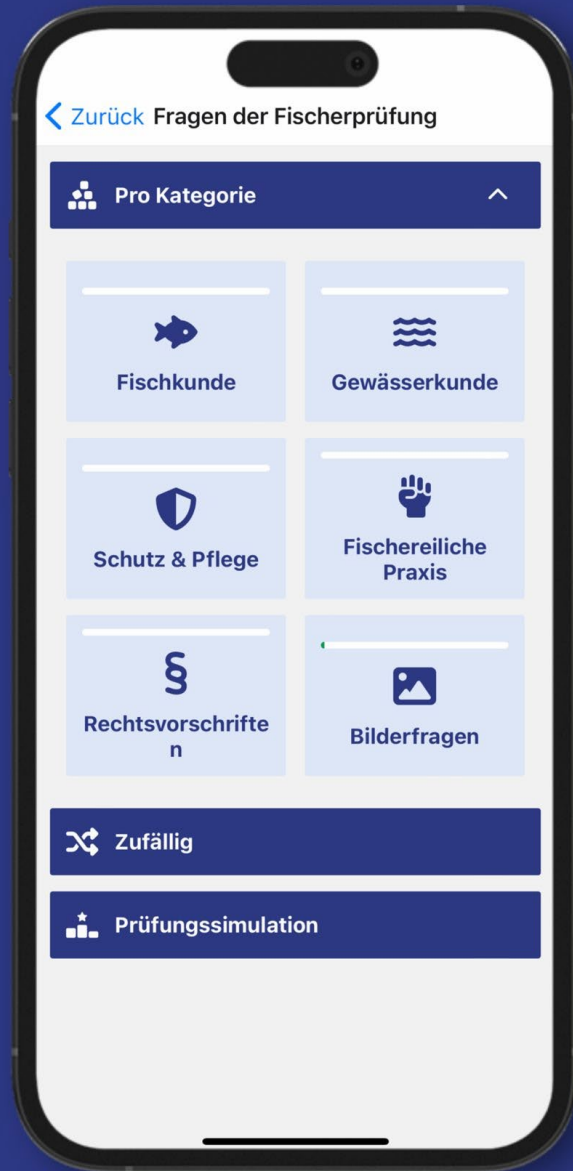 Zurück Fragen der Fischerprüfung
Pro Kategorie
Fischkunde
Gewässerkunde
Schutz & Pflege
Fischereiliche
Praxis
§
Rechtsvorschrifte
n
Bilderfragen
Zufällig
Prüfungssimulation